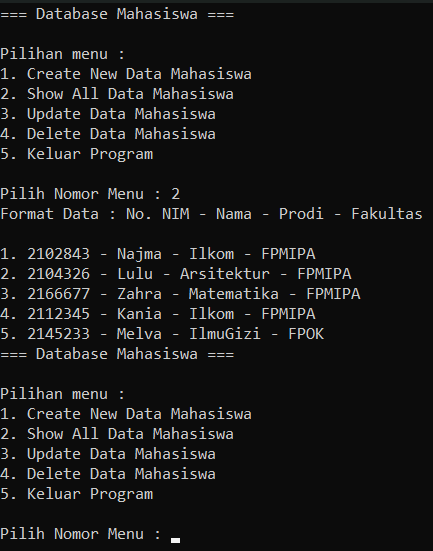 === Database Mahasiswa ===
Pilihan menu :
1. Create New Data Mahasiswa
2. Show All Data Mahasiswa
3. Update Data Mahasiswa
4. Delete Data Mahasiswa
5. Keluar Program
Pilih Nomor Menu : 2
Format Data : No. NIM - Nama - Prodi - Fakultas
1. 2102843 - Najma - Ilkom - FPMIPA
2. 2104326 - Lulu - Arsitektur - FPMIPA
3. 2166677 - Zahra - Matematika - FPMIPA
4. 2112345 - Kania - Ilkom - FPMIPA
5. 2145233 - Melva - IlmuGizi - FPOK
=== Database Mahasiswa ===
Pilihan menu :
1. Create New Data Mahasiswa
2. Show All Data Mahasiswa
3. Update Data Mahasiswa
4. Delete Data Mahasiswa
5. Keluar Program
Pilih Nomor Menu :